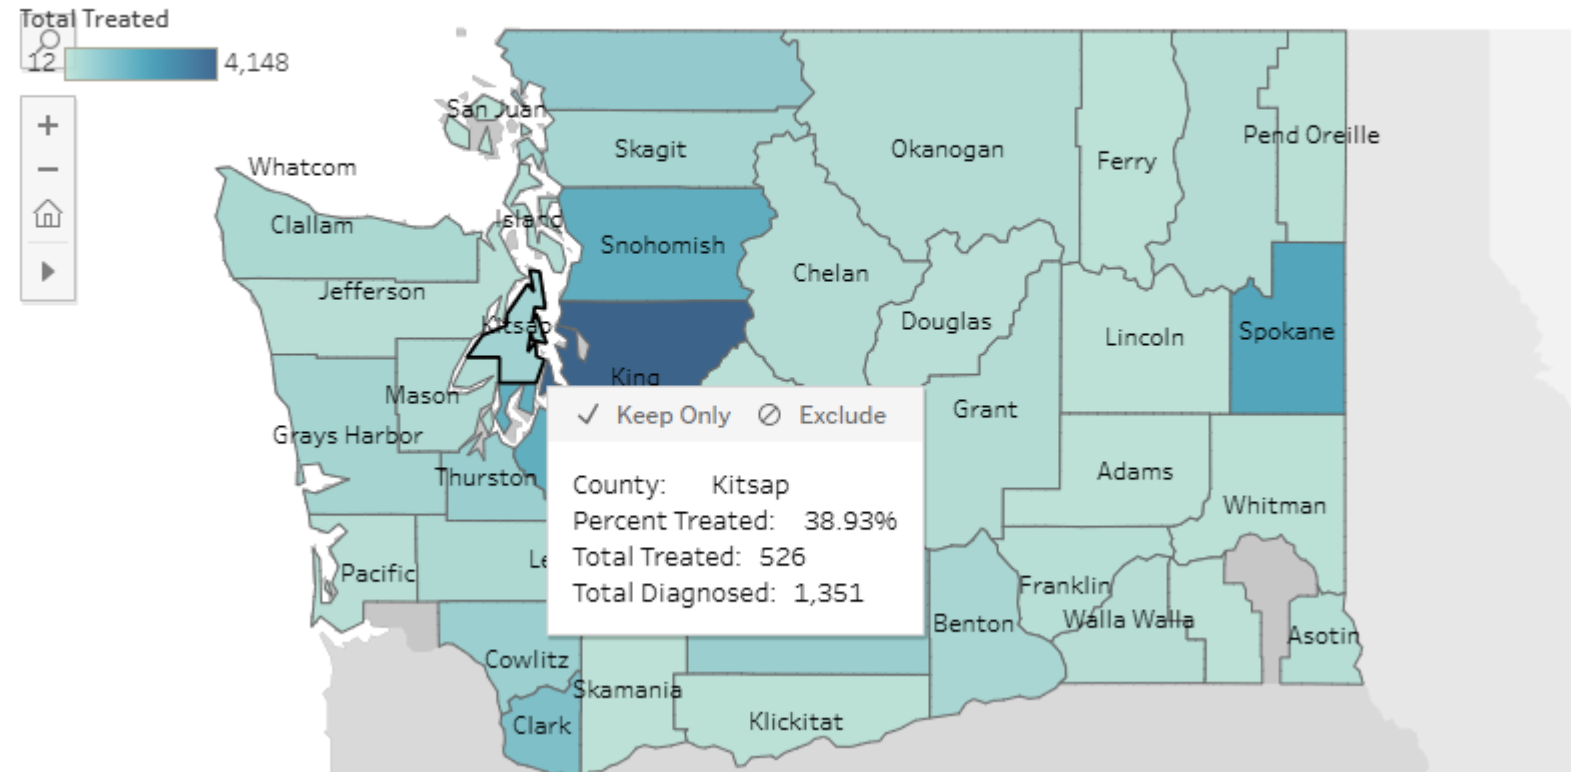 Total Treated
12 4,148
San Juan
Pend Oreille
Skagit
Okanogan
Ferry
Whatcom
Clallam
Island
Snohomish
Chelan
Jefferson
Kitsap
Douglas
Lincoln
Spokane
King
Mason
Keep Only Exclude
Grant
Grays Harbor
Adams
Thurston
County: Kitsap
Whitman
Percent Treated: 38.93%
Total Treated: 526
Le
Pacific
Total Diagnosed: 1,351
Franklin
Benton
Walla Walla
Asotin
Cowlitz
Skamania
Clark
Klickitat